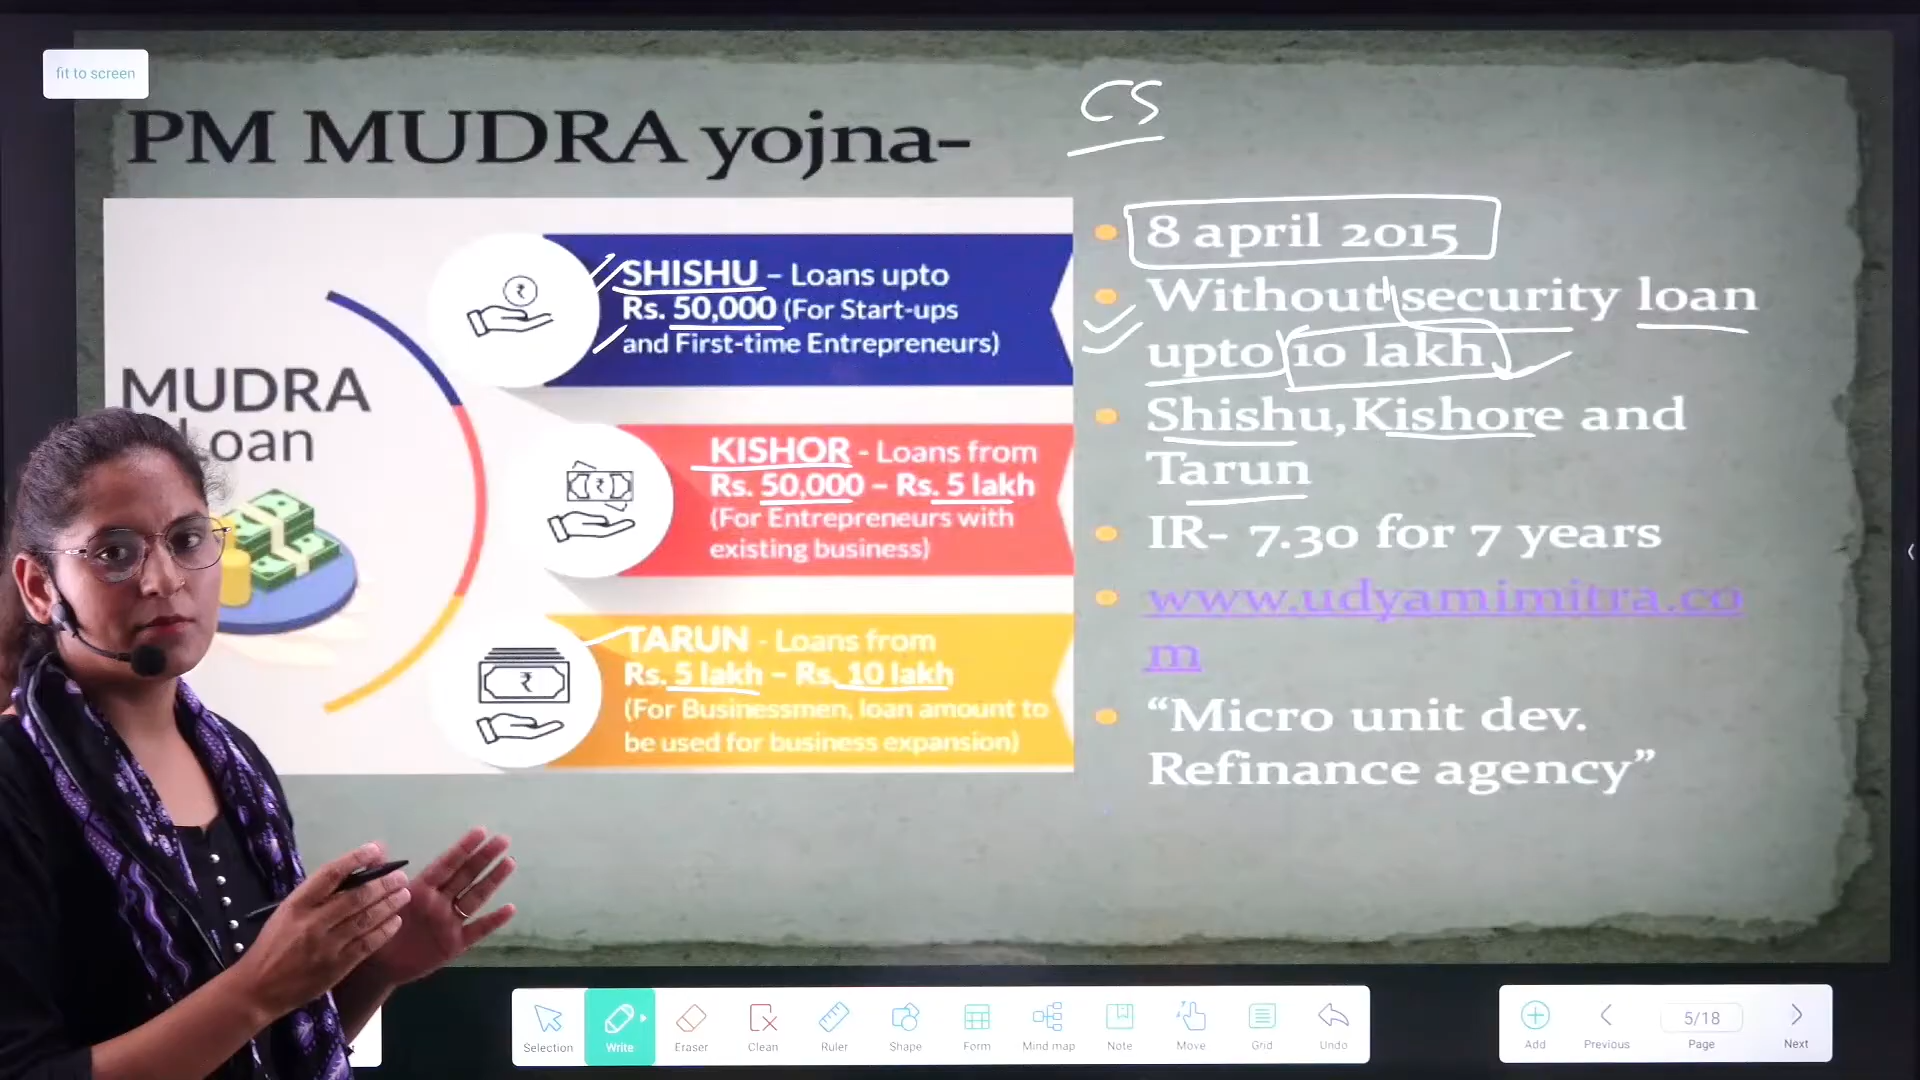 fit to screen
PM MUDRA yojna-
CS
MUDRA
Loan
SHISHU – Loans upto
Rs. 50,000 (For Start-ups
and First-time Entrepreneurs)
KISHOR - Loans from
Rs. 50,000 – Rs. 5 lakh
(For Entrepreneurs with
existing business)
TARUN - Loans from
Rs. 5 lakh – Rs. 10 lakh
(For Businessmen, loan amount to
be used for business expansion)
8 april 2015
Without security loan
upto 10 lakh.
Shishu,Kishore and
Tarun
IR- 7.30 for 7 years
www.udyamimitra.co
m
“Micro unit dev.
Refinance agency”
Selection
Write
Eraser
Clean
Ruler
Shape
Form
Mind map
Note
Move
Grid
Undo
Add
Previous
5/18
Page
Next